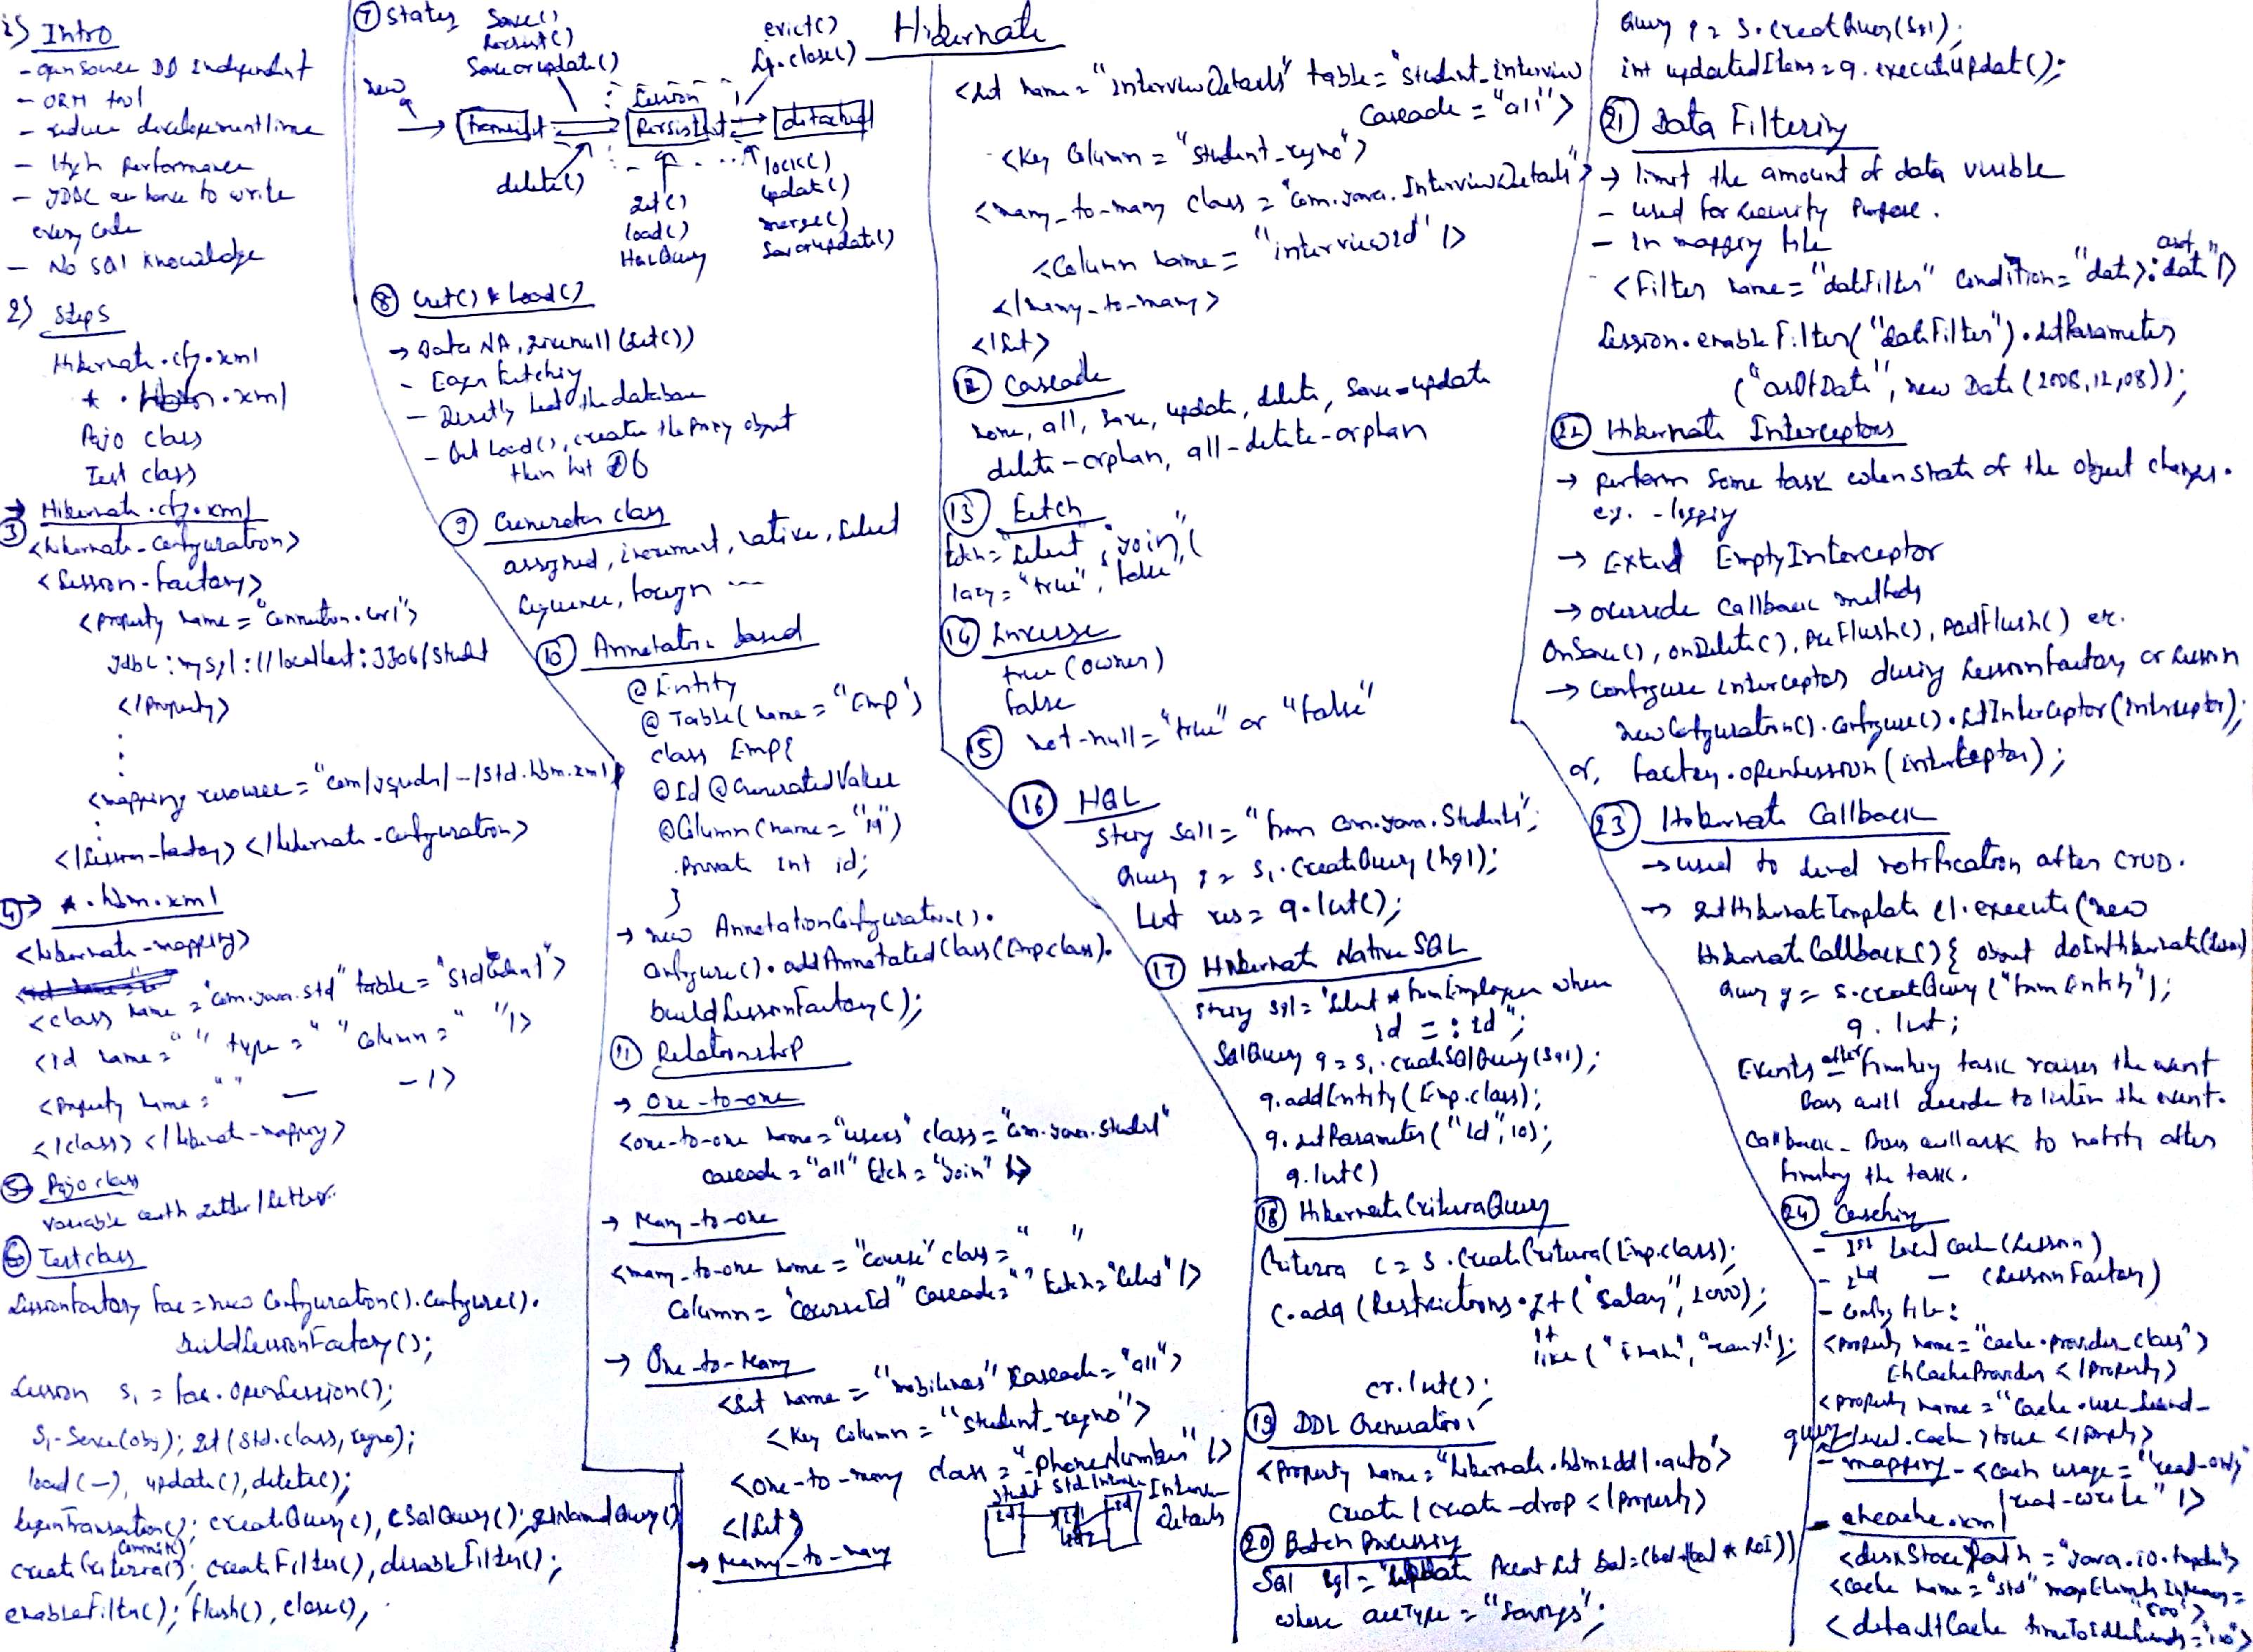 Hibernate
1) Intro
- open source DB Independent
- ORM tool
- reduce developement time
- High Performance
- JDBC we have to write
every code
- No SQL knowledge
2) Steps
Hibernate.cfg.xml
*.Hbm.xml
Pojo class
Test class
3) Hibernate.cfg.xml
<hibernate-configuration>
<Session-factory>
<property name="Connection.url">
jdbc:mysql://localhost:3306/Student
</property>
<mapping resource="com/ /-/std.hbm.xml"
</Session-factory></hibernate-configuration>
4) *.hbm.xml
<hibernate-mapping>
<class name="com.java.std" table="Student">
<id name=" " type=" " column=" "/>
<Property name=" " - -/>
</class></hibernate-mapping>
5) Pojo class
variable with getter/setter
6) Test class
SessionFactory fac = new Configuration().configure().
buildSessionFactory();
Session s1 = fac.openSession();
s1.Save(obj); get(std.class, regno);
load(-), update(), delete();
beginTransaction(); createQuery(), cSqlQuery(); getNamedQuery()
commit()
createCriteria(); createFilter(), disableFilter();
enableFilter(); flush(), close(),
7) States
Save()
Persist()
SaveorUpdate()
evict()
close()
new
Session
transient
Persistent
detached
delete()
get()
load()
HqlQuery
lock()
update()
merge()
SaveorUpdate()
8) Get() & Load()
→ Data NA, give null (Get())
- Eager fetching
- Directly hit the database
- But Load(), creates the Proxy object
then hit DB
9) Generator class
assigned, increment, native, select
Sequence, foreign ...
10) Annotation based
@Entity
@Table(name="Emp")
class Emp{
@Id @GeneratedValue
@Column(name="id")
Private int id;
}
→ new AnnotationConfiguration().
configure().addAnnotatedClass(Emp.class).
buildSessionFactory();
11) Relationship
→ One-to-one
<one-to-one name="users" class="com.java.Student"
cascade="all" fetch="join"/>
→ Many-to-one
<many-to-one name="course" class=" "
Column="CourseId" Cascade=" " fetch="select"/>
→ One-to-Many
<Set name="mobilenos" Cascade="all">
<Key Column="student_regno">
<one-to-many class="-PhoneNumber"/>
</Set>
→ Many-to-many
Id
Id
Interview
details
<Set name="interviewDetails" table="student_interview
Cascade="all">
<Key Column="student_regno">
<many-to-many class="com.java.InterviewDetails">
<Column name="interviewId"/>
</many-to-many>
</Set>
12) Cascade
none, all, save, update, delete, save-update
delete-orphan, all-delete-orphan
13) Fetch
fetch="select", "join", (
lazy="true", "false"
14) Inverse
true (owner)
false
15) not-null="true" or "false"
16) HQL
String Sall="from com.java.Students";
Query q = s1.createQuery(hql);
List res = q.list();
17) Hibernate Native SQL
String sql="Select * from Employee where
id = :id";
SqlQuery q = s1.createSqlQuery(sql);
q.addEntity(Emp.class);
q.setParameter("id",10);
q.list()
18) Hibernate CriteriaQuery
Criteria c = s.createCriteria(Emp.class);
c.add(Restrictions.gt("Salary",2000);
lt
like("fname","
cr.list();
19) DDL Generation
<Property name="hibernate.hbm2ddl.auto">
create/create-drop</Property>
20) Batch Processing
Sql sql="Update Account Set bal=(bal+(bal*ROI))
where accType="Savings";
Query q = s.createQuery(sql);
int updatedItems = q.executeUpdate();
21) Data Filtering
→ limit the amount of data visible
- used for security Purpose.
- In mapping file
<Filter name="dateFilter" Condition="date>:asOfDate"/>
Session.enableFilter("dateFilter").setParameter
("asOfDate", new Date(2008,12,08));
22) Hibernate Interceptors
→ perform some task when state of the object changes.
eg. - logging
→ Extend EmptyInterceptor
→ override Callback methods
OnSave(), onDelete(), PreFlush(), PostFlush() etc.
→ Configure interceptor during SessionFactory or Session
newConfiguration().Configure().setInterceptor(Interceptor);
or, factory.openSession(interceptor);
23) Hibernate Callback
→ used to send notification after CRUD.
→ getHibernateTemplate().execute(new
HibernateCallback(){ object doInHibernate(Session)
Query q = s.createQuery("from Entity");
q.list;
Events - after finishing task raises the event
Boss will decide to listen the event.
Callback - Boss will ask to notify after
finishing the task.
24) Caching
- 1st level cache (Session)
- 2nd - (SessionFactory)
- config file:
<property name="cache.provider_class">
EhCacheProvider</property>
<property name="cache.use_second-
level.cache>true</property>
query
- mapping - <cache usage="read-only
/read-write"/>
- ehcache.xml
<diskStore Path="java.io.tmpdir">
<cache name="std" maxElementsInMemory=
"500">
<defaultCache timeToIdleSeconds="120">